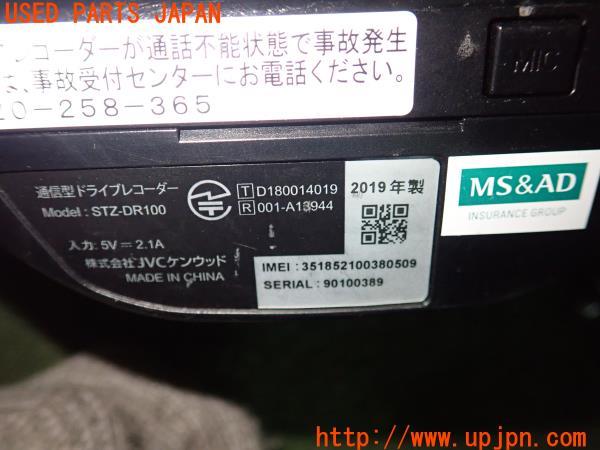 USED PARTS JAPAN
レコーダーが通話不能状態で事故発生
は、事故受付センターにお電話ください。
20-258-365
MIC
通信型ドライブレコーダー
Model : STZ-DR100
入力: 5V ⎓ 2.1A
株式会社JVCケンウッド
MADE IN CHINA
T D180014019
R 001-A13944
2019年製
IMEI : 351852100380509
SERIAL : 90100389
MS&AD
INSURANCE GROUP
http://www.upjpn.com/